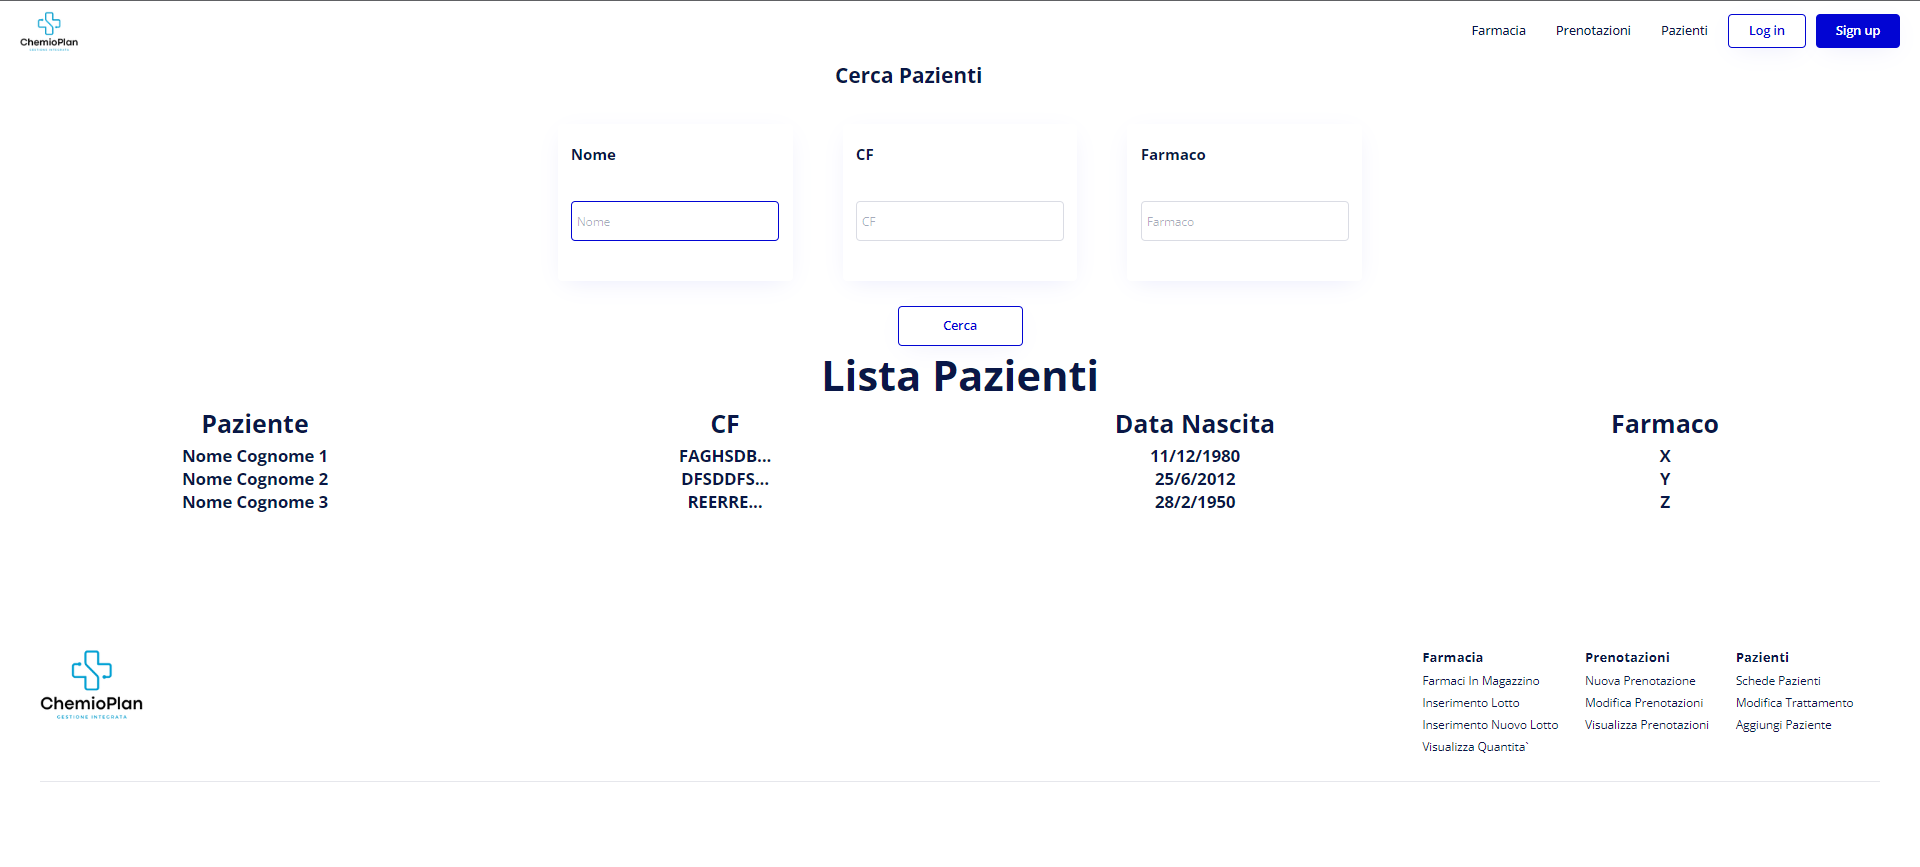 ChemioPlan
GESTIONE INTEGRATA
Farmacia Prenotazioni Pazienti Log in Sign up
Cerca Pazienti
Nome CF Farmaco
Nome CF Farmaco
Cerca
Lista Pazienti
Paziente CF Data Nascita Farmaco
Nome Cognome 1 FAGHSDB... 11/12/1980 X
Nome Cognome 2 DFSDDFS... 25/6/2012 Y
Nome Cognome 3 REERRE... 28/2/1950 Z
ChemioPlan
GESTIONE INTEGRATA
Farmacia Prenotazioni Pazienti
Farmaci In Magazzino Nuova Prenotazione Schede Pazienti
Inserimento Lotto Modifica Prenotazioni Modifica Trattamento
Inserimento Nuovo Lotto Visualizza Prenotazioni Aggiungi Paziente
Visualizza Quantita`